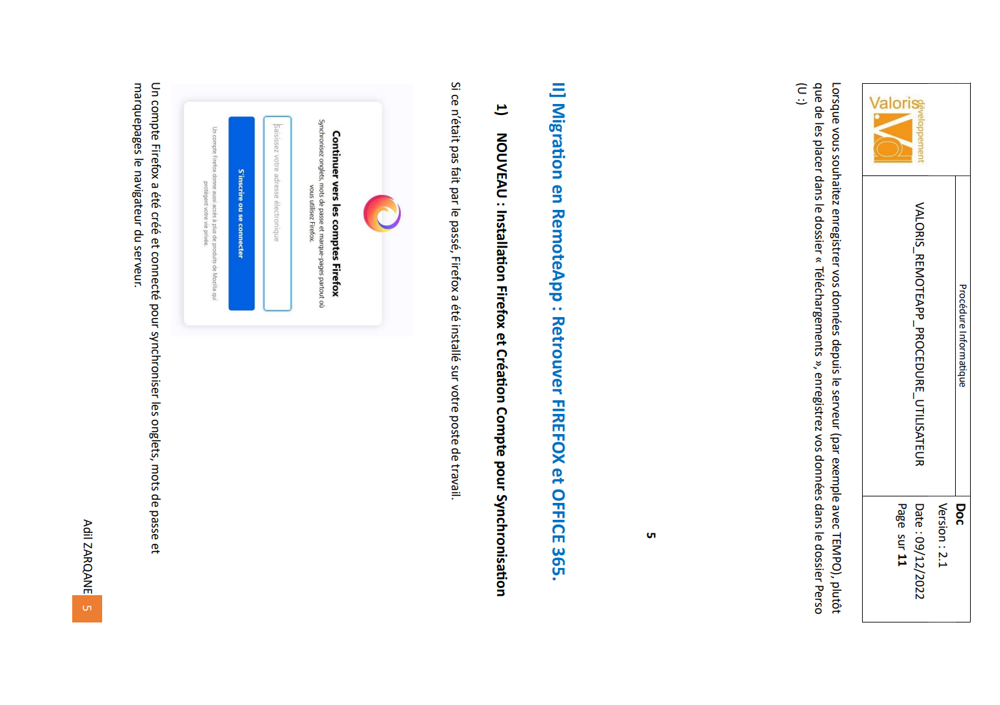 Valoris
développement
Vd
Procédure Informatique
VALORIS_REMOTEAPP_PROCEDURE_UTILISATEUR
Doc
Version : 2.1
Date : 09/12/2022
Page  sur 11
Lorsque vous souhaitez enregistrer vos données depuis le serveur (par exemple avec TEMPO), plutôt
que de les placer dans le dossier « Téléchargements », enregistrez vos données dans le dossier Perso
(U :)
5
II] Migration en RemoteApp : Retrouver FIREFOX et OFFICE 365.
1) NOUVEAU : Installation Firefox et Création Compte pour Synchronisation
Si ce n’était pas fait par le passé, Firefox a été installé sur votre poste de travail.
Continuer vers les comptes Firefox
Synchronisez onglets, mots de passe et marque-pages partout où
vous utilisez Firefox.
Saisissez votre adresse électronique
S’inscrire ou se connecter
Un compte Firefox donne aussi accès à plus de produits de Mozilla qui
protègent votre vie privée.
Un compte Firefox a été créé et connecté pour synchroniser les onglets, mots de passe et
marquepages le navigateur du serveur.
Adil ZARQANE
5